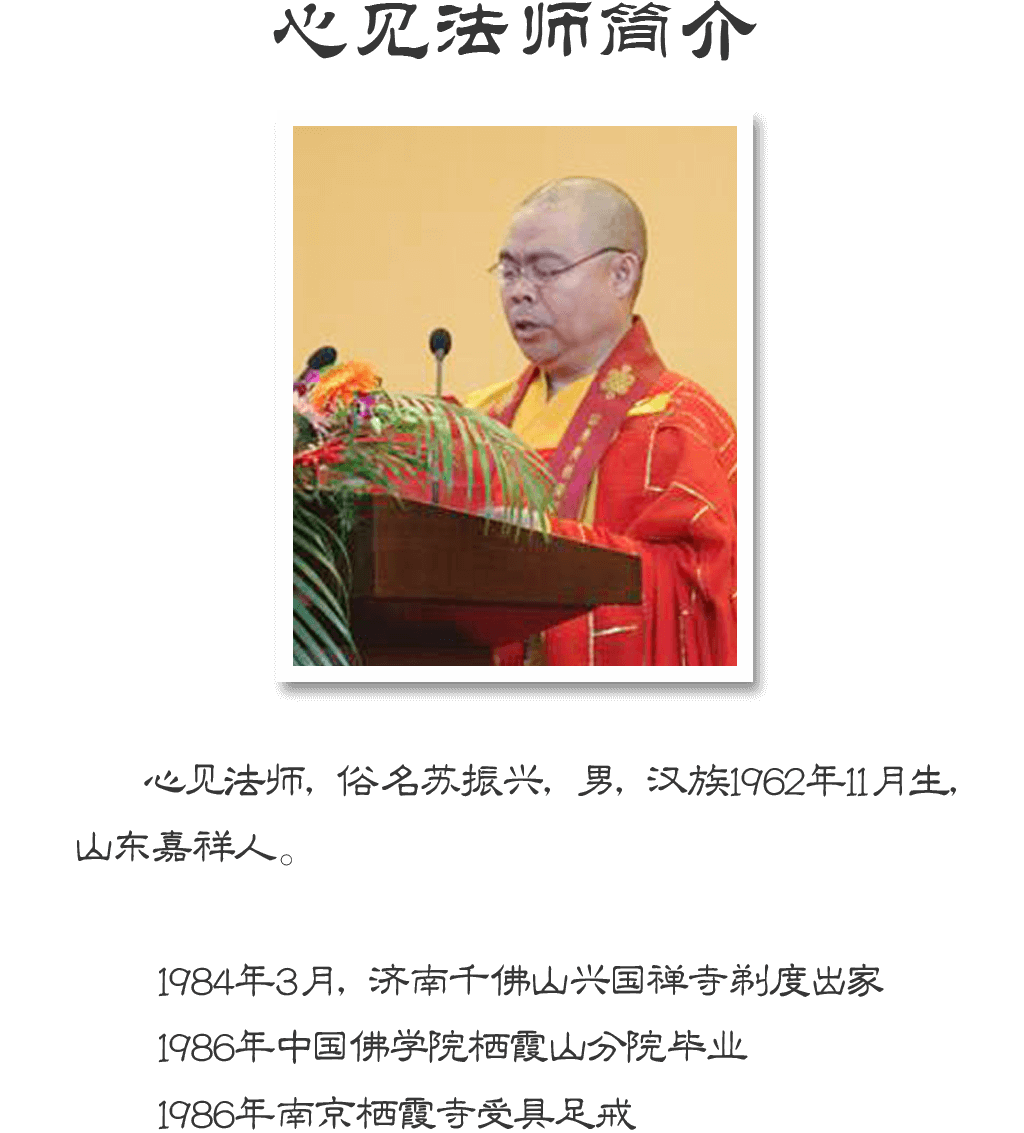 心见法师简介
心见法师，俗名苏振兴，男，汉族1962年11月生，
山东嘉祥人。
1984年3月，济南千佛山兴国禅寺剃度出家
1986年中国佛学院栖霞山分院毕业
1986年南京栖霞寺受具足戒